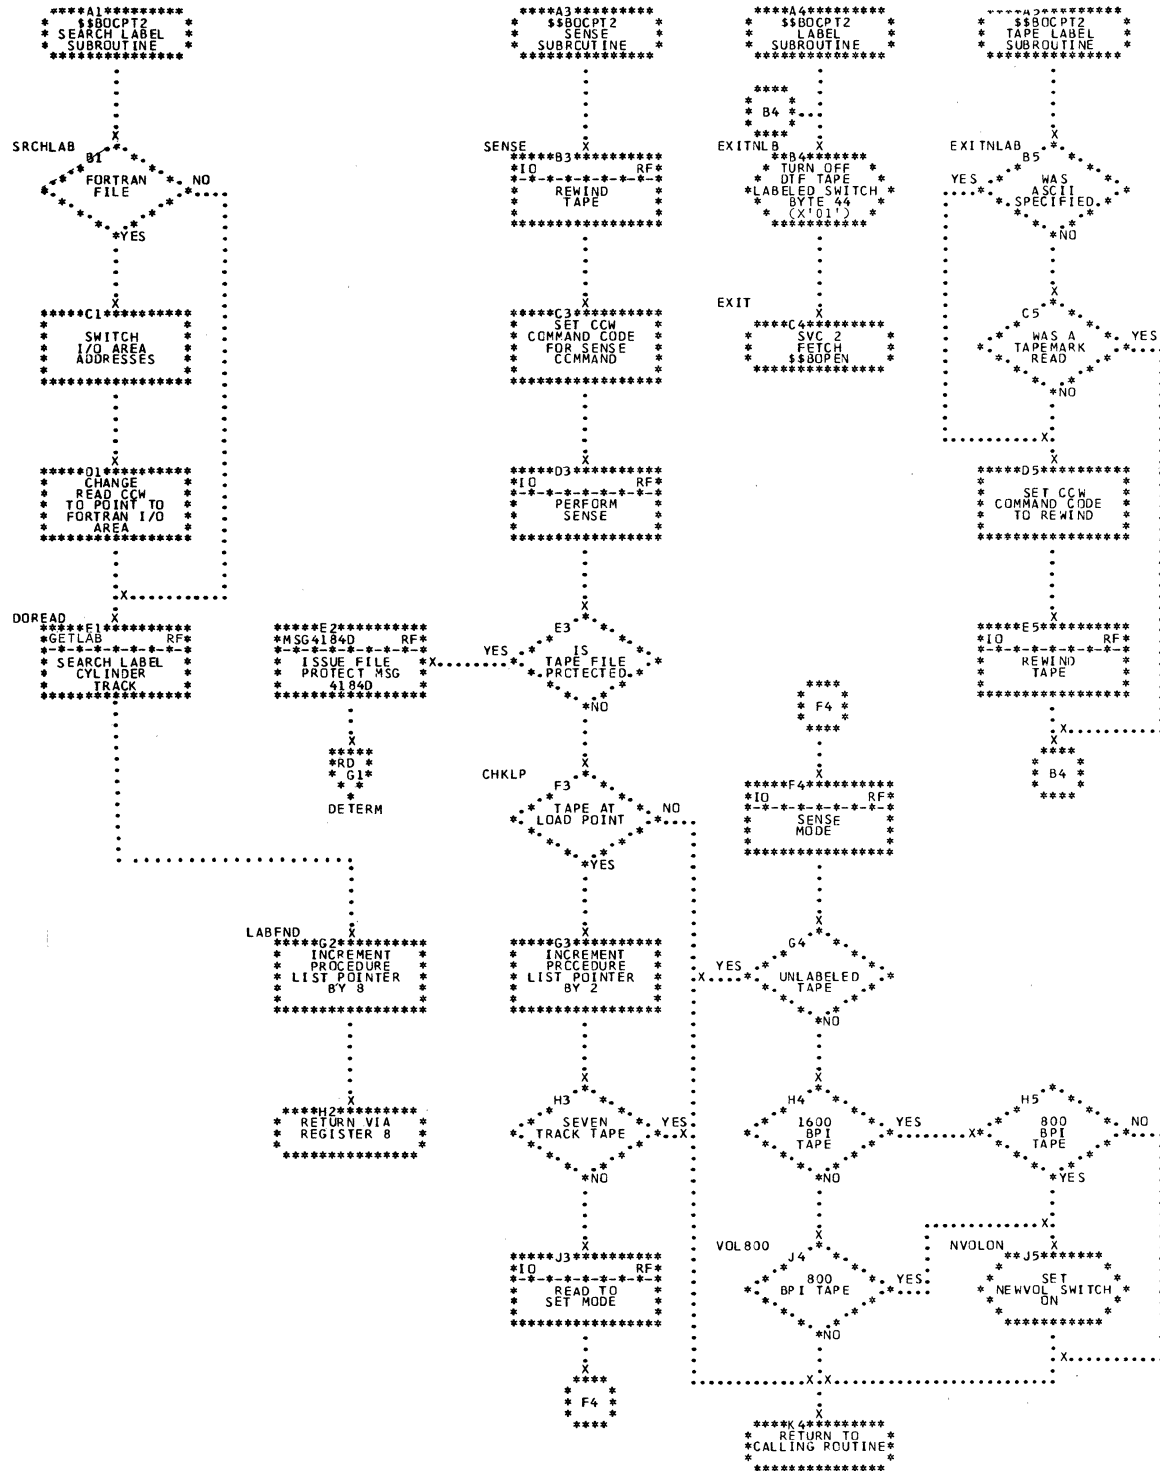 A1
$$BOCPT2
SEARCH LABEL
SUBROUTINE
SRCHLAB
B1
FORTRAN
FILE
NO
YES
C1
SWITCH
I/O AREA
ADDRESSES
D1
CHANGE
READ CCW
TO POINT TO
FORTRAN I/O
AREA
DOREAD
E1
GETLAB RF
SEARCH LABEL
CYLINDER
TRACK
E2
MSG4184D RF
ISSUE FILE
PROTECT MSG
4184D
RD
G1
DETERM
LABFND
G2
INCREMENT
PROCEDURE
LIST POINTER
BY 8
H2
RETURN VIA
REGISTER 8
A3
$$BOCPT2
SENSE
SUBRCUTINE
SENSE
B3
IO RF
REWIND
TAPE
C3
SET CCW
COMMAND CODE
FOR SENSE
CCMMAND
D3
IO RF
PERFORM
SENSE
E3
IS
TAPE FILE
PRCTECTED
YES
NO
CHKLP
F3
TAPE AT
LOAD POINT
NO
YES
G3
INCREMENT
PRCCEDURE
LIST POINTER
BY 2
H3
SEVEN
TRACK TAPE
YES
NO
J3
IO RF
READ TO
SET MODE
F4
A4
$$BOCPT2
LABEL
SUBROUTINE
B4
EXITNLB
B4
TURN OFF
DTF TAPE
LABELED SWITCH
BYTE 44
(X'01')
EXIT
C4
SVC 2
FETCH
$$BOPEN
F4
F4
IO RF
SENSE
MODE
G4
UNLABELED
TAPE
YES
NO
H4
1600
BPI
TAPE
YES
NO
VOL800
J4
800
BPI TAPE
YES
NO
K4
RETURN TO
CALLING ROUTINE
A5
$$BOCPT2
TAPE LABEL
SUBROUTINE
EXITNLAB
B5
WAS
ASCII
SPECIFIED
YES
NO
C5
WAS A
TAPEMARK
READ
YES
NO
D5
SET CCW
COMMAND CODE
TO REWIND
E5
IO RF
REWIND
TAPE
B4
H5
800
BPI
TAPE
NO
YES
NVOLON
J5
SET
NEWVOL SWITCH
ON